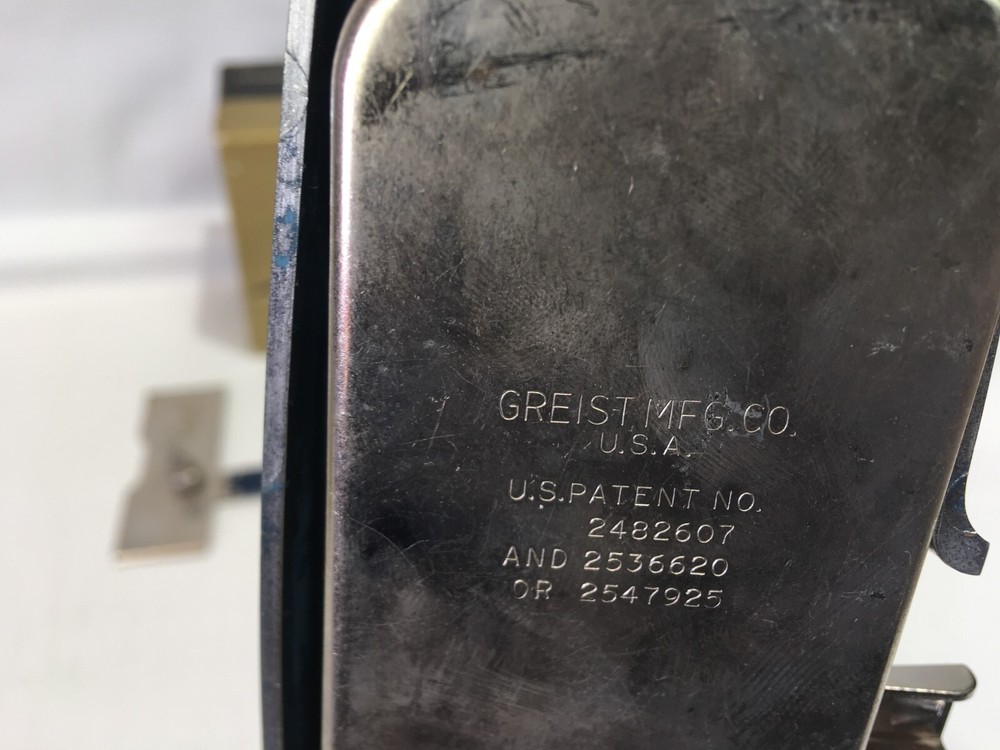 GREIST MFG. CO.
U.S.A.
U.S. PATENT NO.
2482607
AND 2536620
OR 2547925